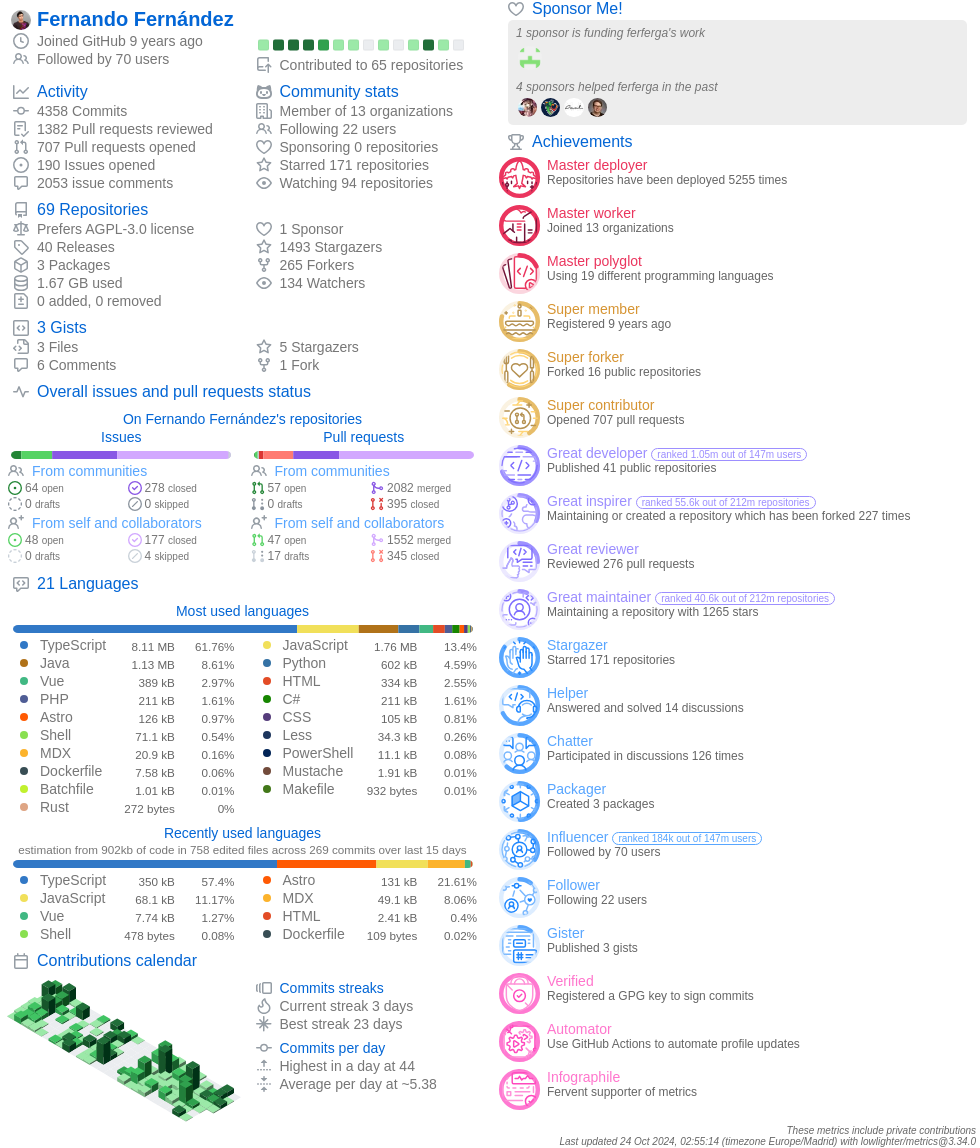 Fernando Fernández
Joined GitHub 9 years ago
Followed by 70 users
Contributed to 65 repositories
Activity
4358 Commits
1382 Pull requests reviewed
707 Pull requests opened
190 Issues opened
2053 issue comments
Community stats
Member of 13 organizations
Following 22 users
Sponsoring 0 repositories
Starred 171 repositories
Watching 94 repositories
69 Repositories
Prefers AGPL-3.0 license
40 Releases
3 Packages
1.67 GB used
0 added, 0 removed
1 Sponsor
1493 Stargazers
265 Forkers
134 Watchers
3 Gists
3 Files
6 Comments
5 Stargazers
1 Fork
Overall issues and pull requests status
On Fernando Fernández's repositories
Issues
From communities
64 open 278 closed
0 drafts 0 skipped
From self and collaborators
48 open 177 closed
0 drafts 4 skipped
Pull requests
From communities
57 open 2082 merged
0 drafts 395 closed
From self and collaborators
47 open 1552 merged
17 drafts 345 closed
21 Languages
Most used languages
TypeScript 8.11 MB 61.76%
Java 1.13 MB 8.61%
Vue 389 kB 2.97%
PHP 211 kB 1.61%
Astro 126 kB 0.97%
Shell 71.1 kB 0.54%
MDX 20.9 kB 0.16%
Dockerfile 7.58 kB 0.06%
Batchfile 1.01 kB 0.01%
Rust 272 bytes 0%
JavaScript 1.76 MB 13.4%
Python 602 kB 4.59%
HTML 334 kB 2.55%
C# 211 kB 1.61%
CSS 105 kB 0.81%
Less 34.3 kB 0.26%
PowerShell 11.1 kB 0.08%
Mustache 1.91 kB 0.01%
Makefile 932 bytes 0.01%
Recently used languages
estimation from 902kb of code in 758 edited files across 269 commits over last 15 days
TypeScript 350 kB 57.4%
JavaScript 68.1 kB 11.17%
Vue 7.74 kB 1.27%
Shell 478 bytes 0.08%
Astro 131 kB 21.61%
MDX 49.1 kB 8.06%
HTML 2.41 kB 0.4%
Dockerfile 109 bytes 0.02%
Contributions calendar
Commits streaks
Current streak 3 days
Best streak 23 days
Commits per day
Highest in a day at 44
Average per day at ~5.38
Sponsor Me!
1 sponsor is funding ferferga's work
4 sponsors helped ferferga in the past
Achievements
Master deployer
Repositories have been deployed 5255 times
Master worker
Joined 13 organizations
Master polyglot
Using 19 different programming languages
Super member
Registered 9 years ago
Super forker
Forked 16 public repositories
Super contributor
Opened 707 pull requests
Great developer ranked 1.05m out of 147m users
Published 41 public repositories
Great inspirer ranked 55.6k out of 212m repositories
Maintaining or created a repository which has been forked 227 times
Great reviewer
Reviewed 276 pull requests
Great maintainer ranked 40.6k out of 212m repositories
Maintaining a repository with 1265 stars
Stargazer
Starred 171 repositories
Helper
Answered and solved 14 discussions
Chatter
Participated in discussions 126 times
Packager
Created 3 packages
Influencer ranked 184k out of 147m users
Followed by 70 users
Follower
Following 22 users
Gister
Published 3 gists
Verified
Registered a GPG key to sign commits
Automator
Use GitHub Actions to automate profile updates
Infographile
Fervent supporter of metrics
These metrics include private contributions
Last updated 24 Oct 2024, 02:55:14 (timezone Europe/Madrid) with lowlighter/metrics@3.34.0